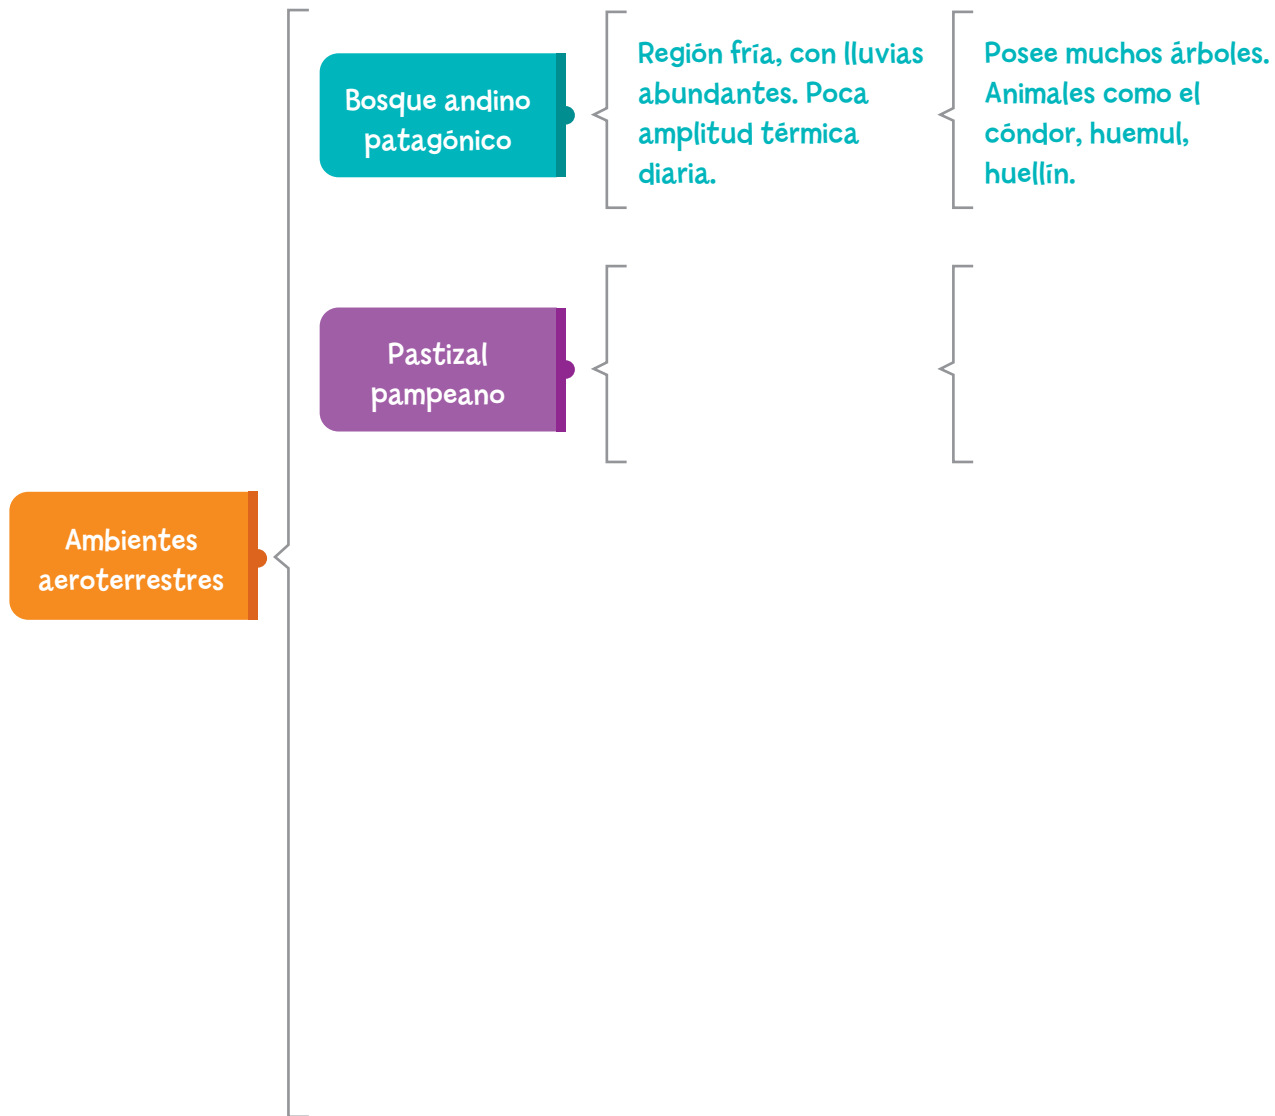 Bosque andino
patagónico
Región fría, con lluvias
abundantes. Poca
amplitud térmica
diaria.
Posee muchos árboles.
Animales como el
cóndor, huemul,
huellín.
Pastizal
pampeano
Ambientes
aeroterrestres